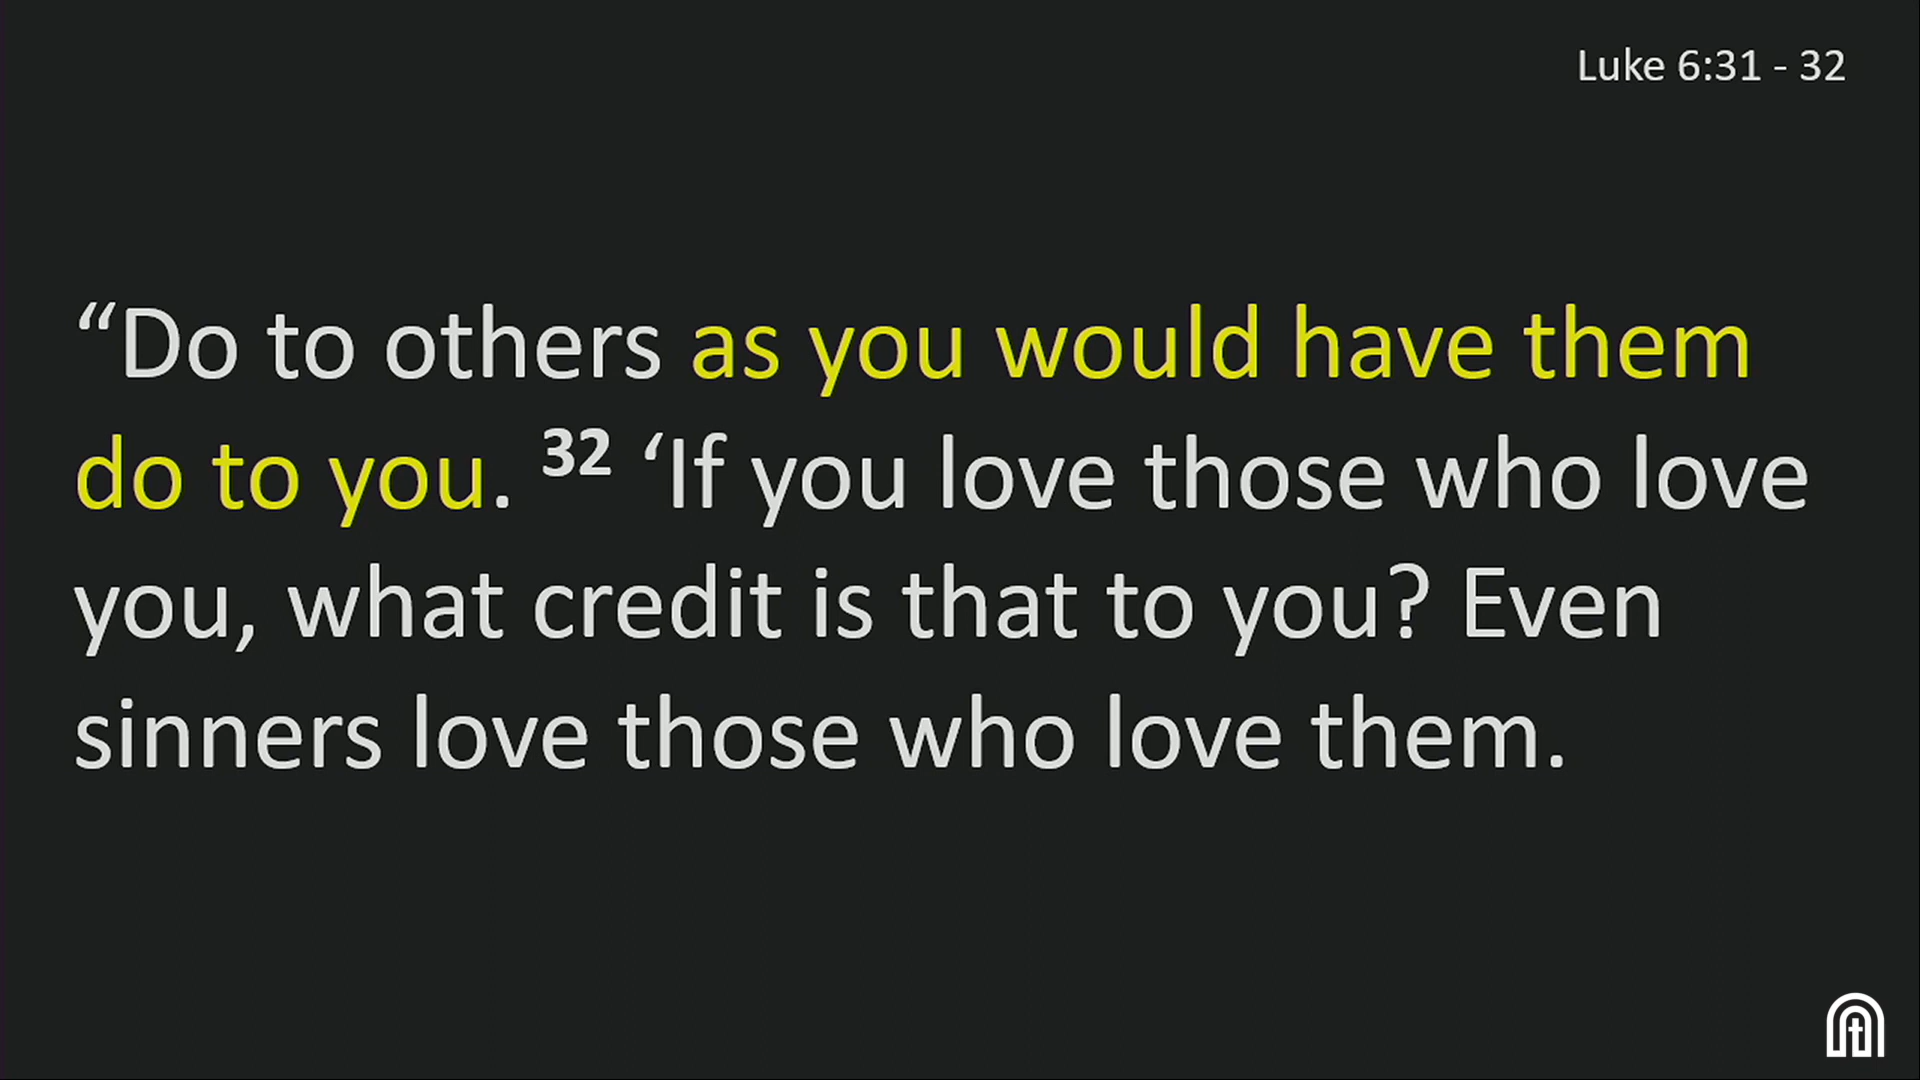 Luke 6:31 - 32
“Do to others as you would have them
do to you. 32 ‘If you love those who love
you, what credit is that to you? Even
sinners love those who love them.